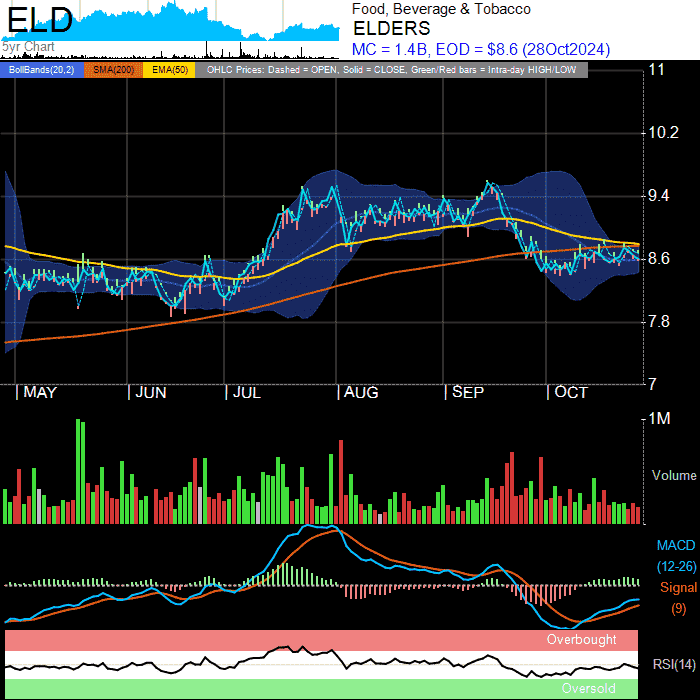 ELD
5yr Chart
Food, Beverage & Tobacco
ELDERS
MC = 1.4B, EOD = $8.6 (28Oct2024)
BollBands(20,2) SMA(200) EMA(50) OHLC Prices: Dashed = OPEN, Solid = CLOSE, Green/Red bars = Intra-day HIGH/LOW
11
10.2
9.4
8.6
7.8
7
MAY JUN JUL AUG SEP OCT
1M
Volume
MACD
(12-26)
Signal
(9)
Overbought
RSI(14)
Oversold